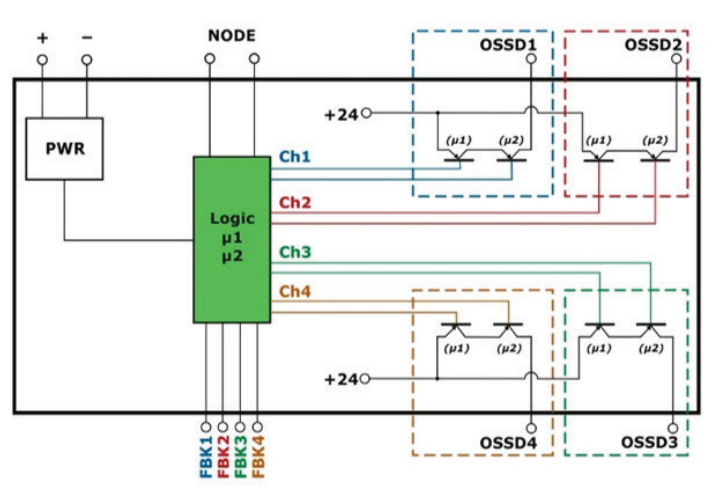 +
−
NODE
OSSD1
OSSD2
+24
(μ1)
(μ2)
(μ1)
(μ2)
PWR
Ch1
Ch2
Logic
μ1
μ2
Ch3
Ch4
(μ1)
(μ2)
(μ1)
(μ2)
+24
OSSD4
OSSD3
FBK1
FBK2
FBK3
FBK4